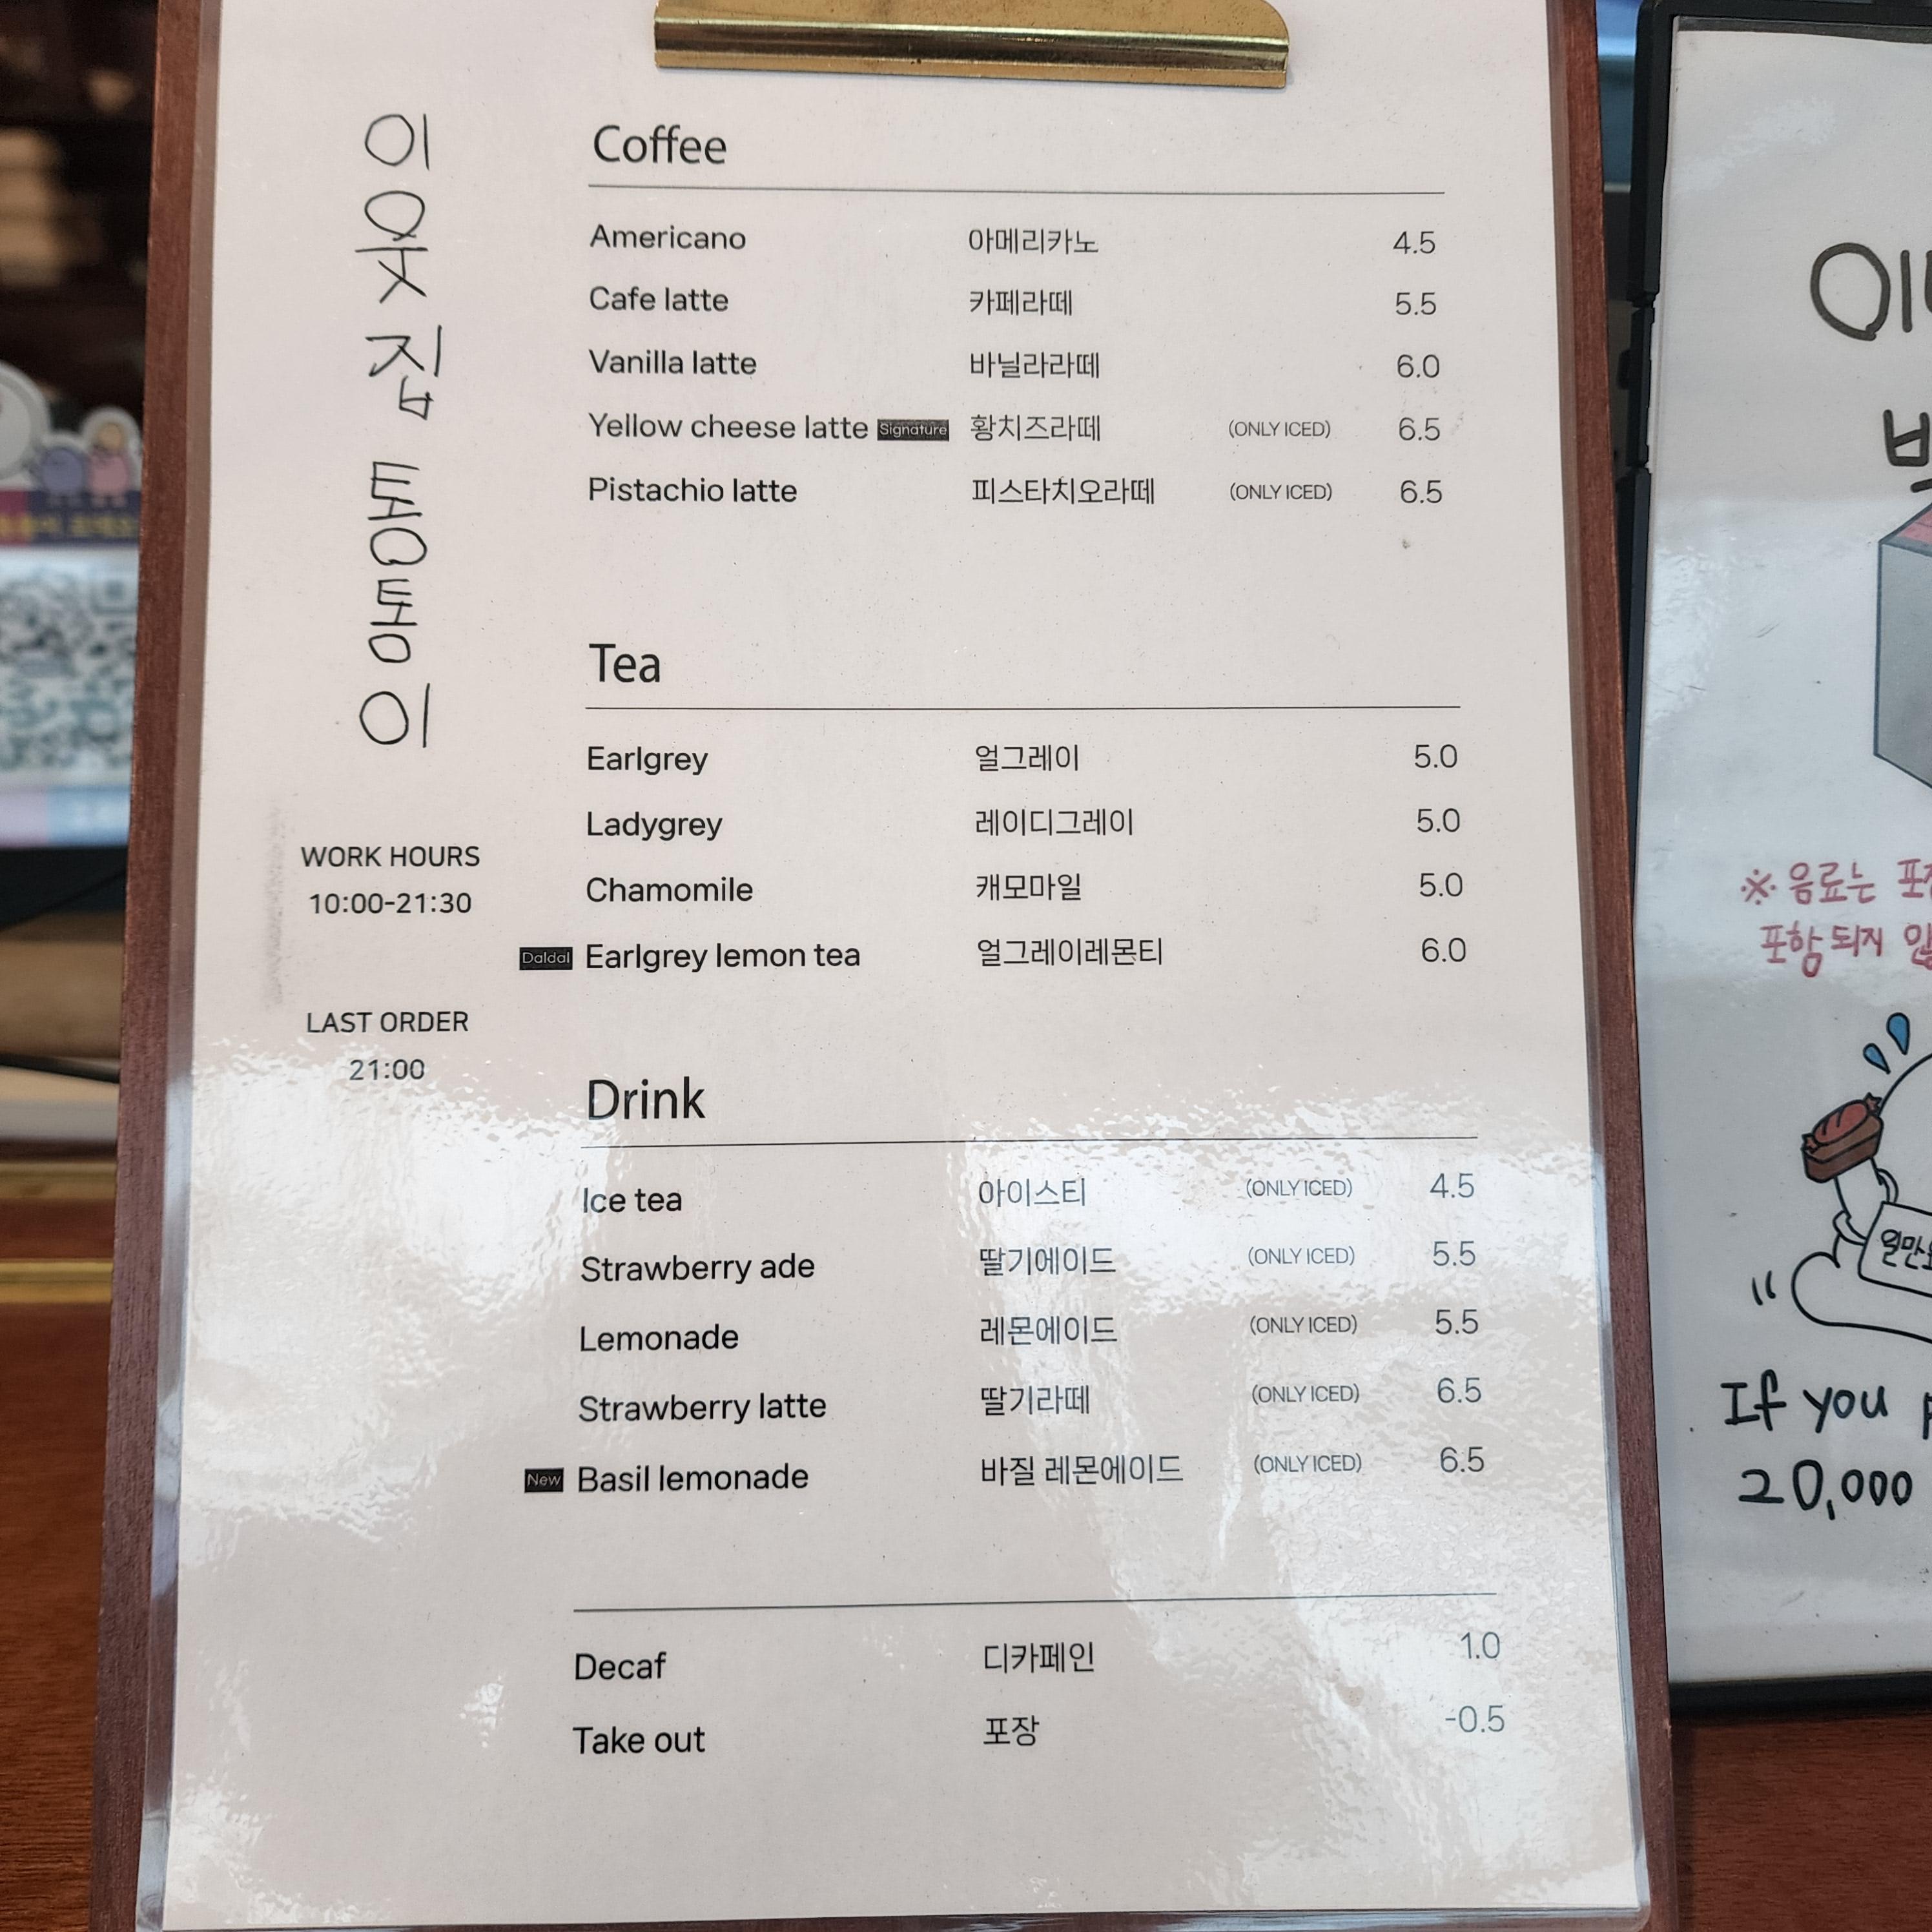 이웃집 통통이
WORK HOURS
10:00-21:30
LAST ORDER
21:00
Coffee
Americano 아메리카노 4.5
Cafe latte 카페라떼 5.5
Vanilla latte 바닐라라떼 6.0
Yellow cheese latte Signature 황치즈라떼 (ONLY ICED) 6.5
Pistachio latte 피스타치오라떼 (ONLY ICED) 6.5
Tea
Earlgrey 얼그레이 5.0
Ladygrey 레이디그레이 5.0
Chamomile 캐모마일 5.0
Daldal Earlgrey lemon tea 얼그레이레몬티 6.0
Drink
Ice tea 아이스티 (ONLY ICED) 4.5
Strawberry ade 딸기에이드 (ONLY ICED) 5.5
Lemonade 레몬에이드 (ONLY ICED) 5.5
Strawberry latte 딸기라떼 (ONLY ICED) 6.5
New Basil lemonade 바질 레몬에이드 (ONLY ICED) 6.5
Decaf 디카페인 1.0
Take out 포장 -0.5
※ 음료는
포함 되지
If you
20,000